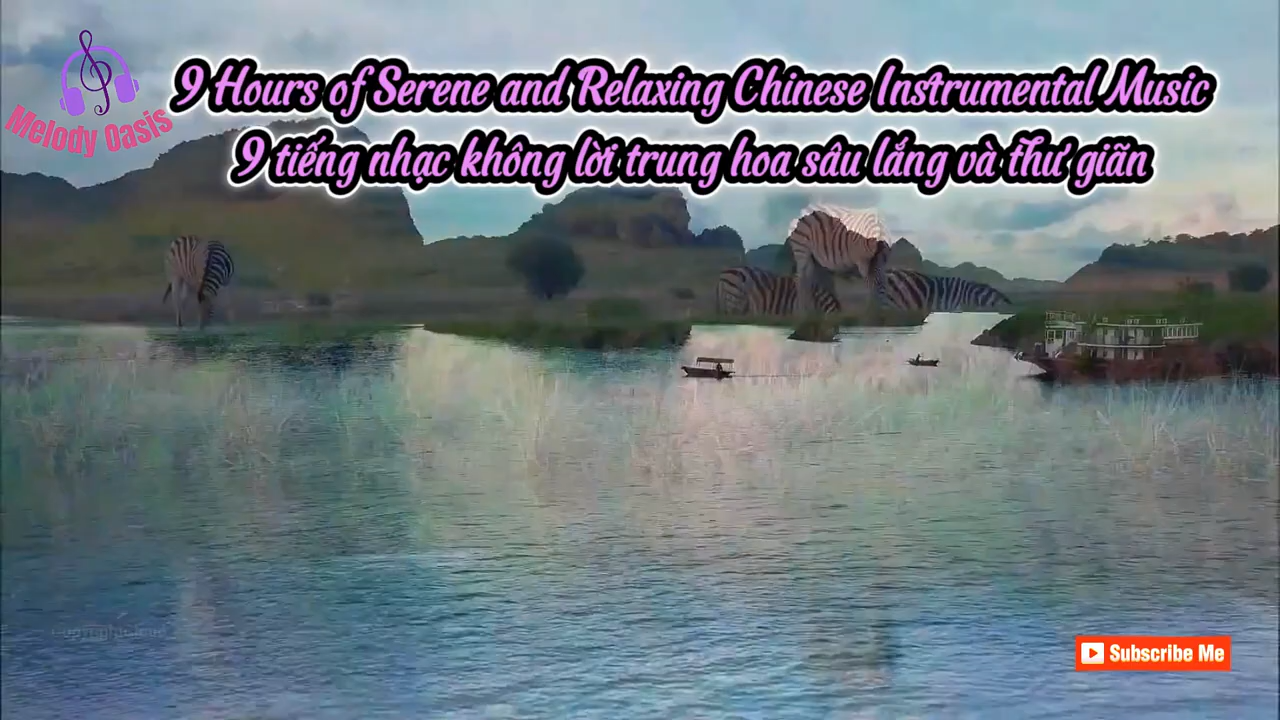 Melody Oasis
9 Hours of Serene and Relaxing Chinese Instrumental Music
9 tiếng nhạc không lời trung hoa sâu lắng và thư giãn
Subscribe Me